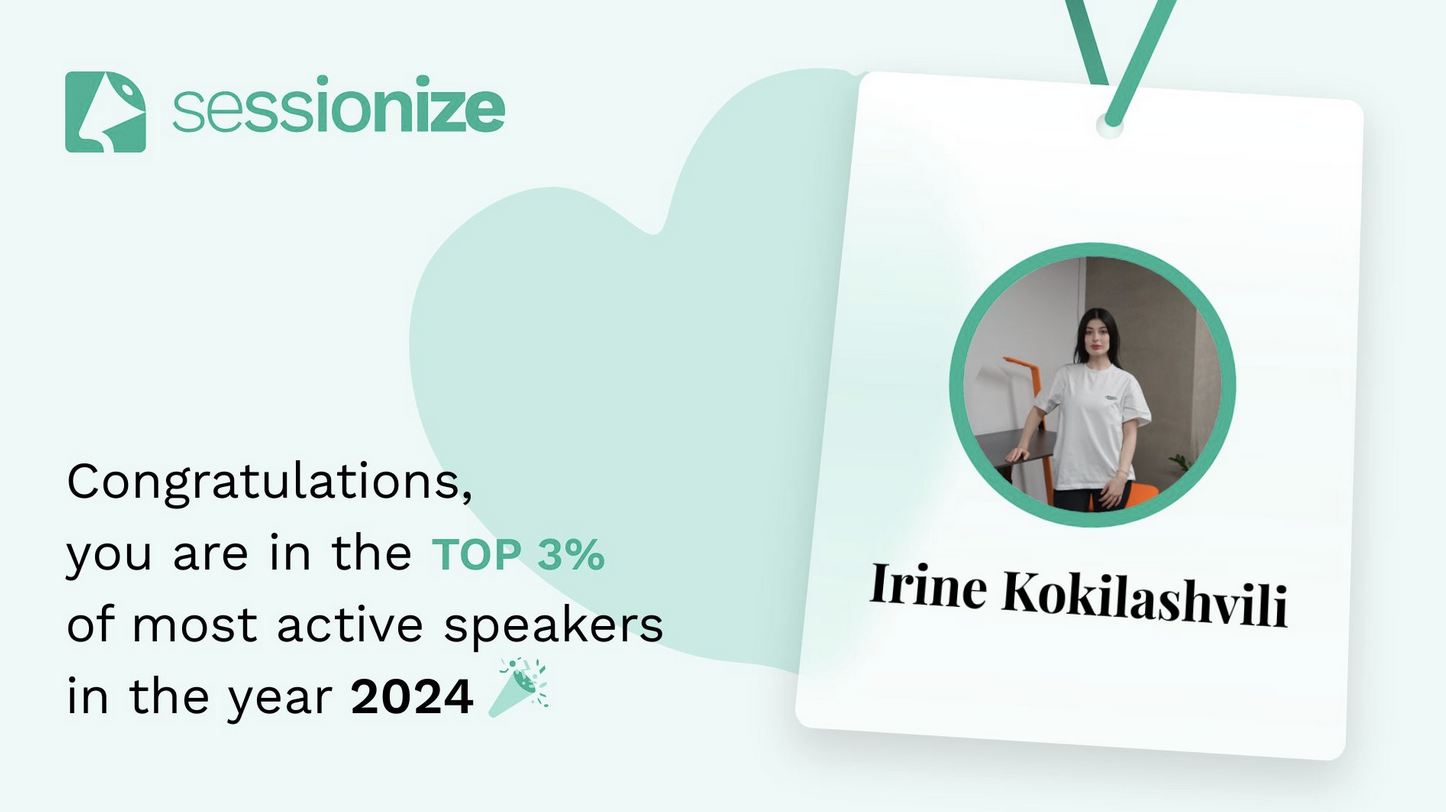 sessionize
Congratulations,
you are in the TOP 3%
of most active speakers
in the year 2024
Irine Kokilashvili